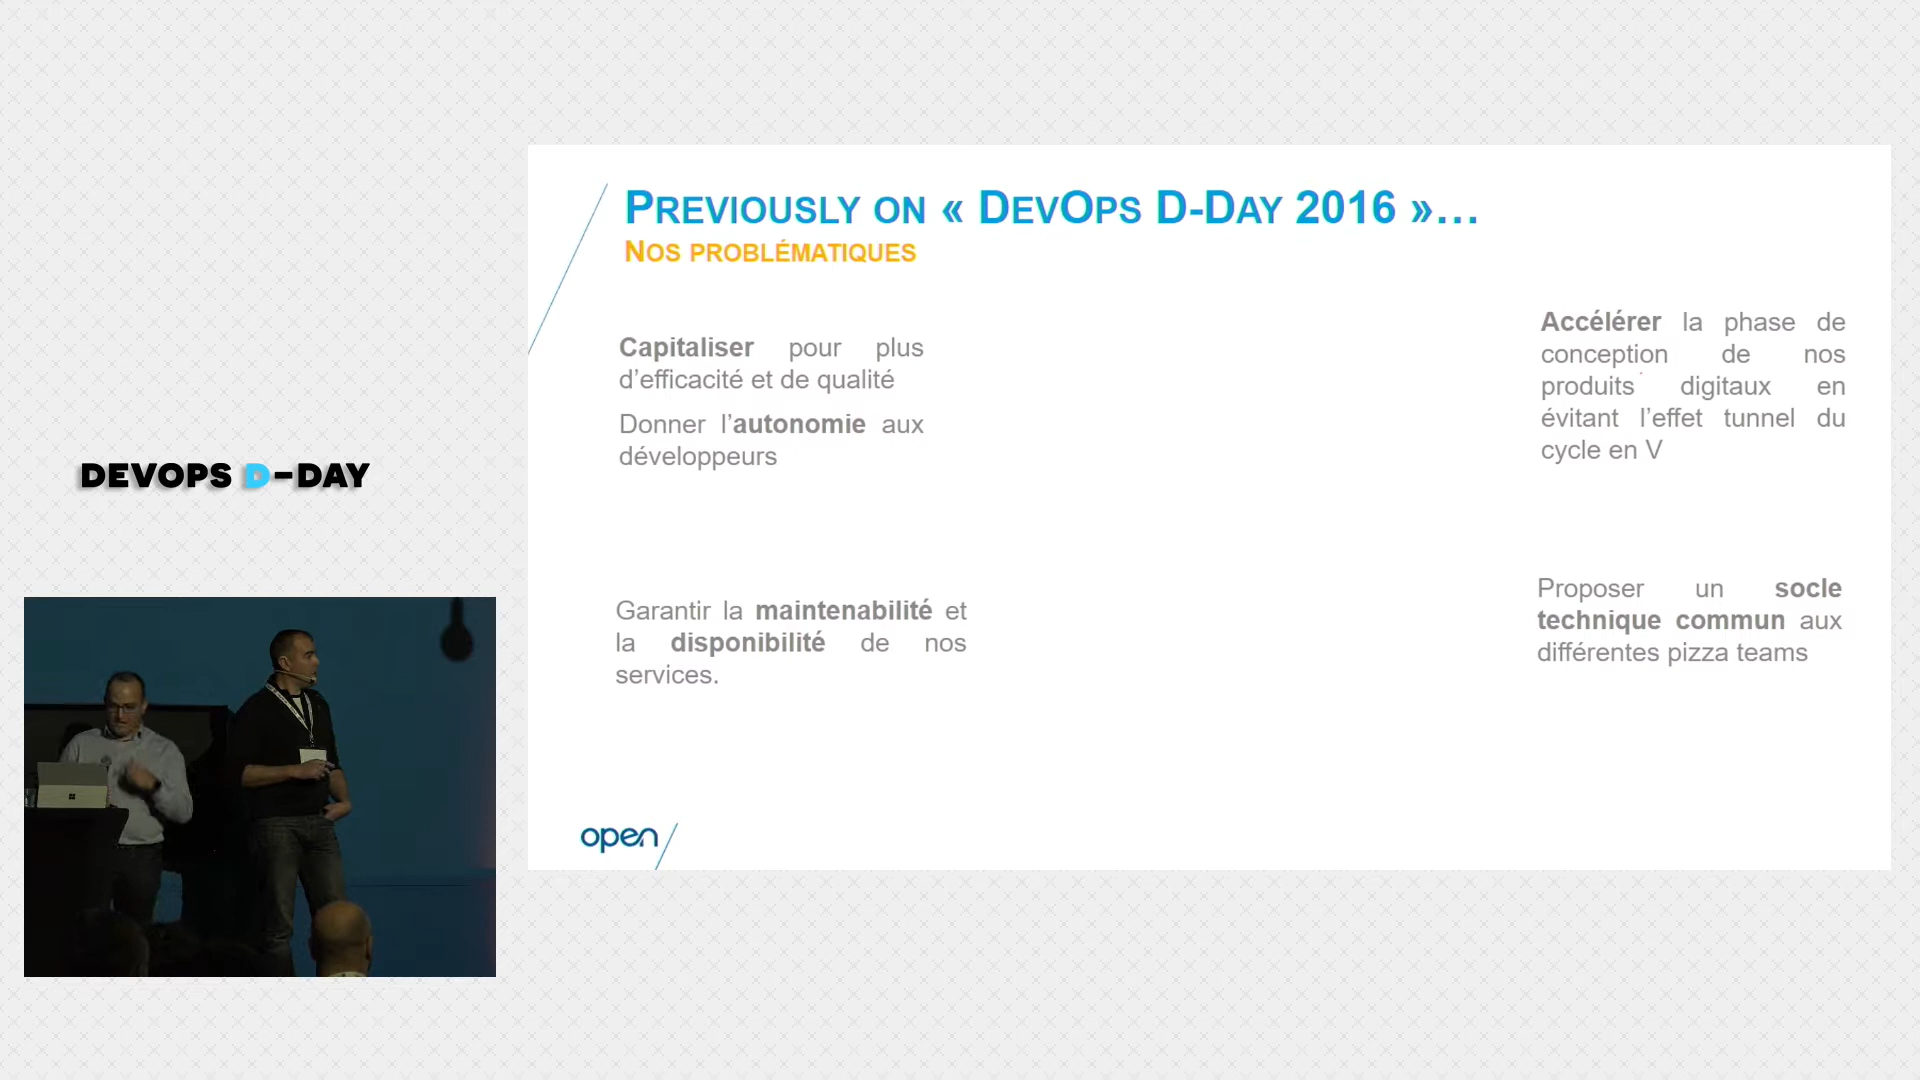 PREVIOUSLY ON « DEVOPS D-DAY 2016 »…
NOS PROBLÉMATIQUES
Capitaliser pour plus
d’efficacité et de qualité
Donner l’autonomie aux
développeurs
Accélérer la phase de
conception de nos
produits digitaux en
évitant l’effet tunnel du
cycle en V
Garantir la maintenabilité et
la disponibilité de nos
services.
Proposer un socle
technique commun aux
différentes pizza teams
open
DEVOPS D-DAY